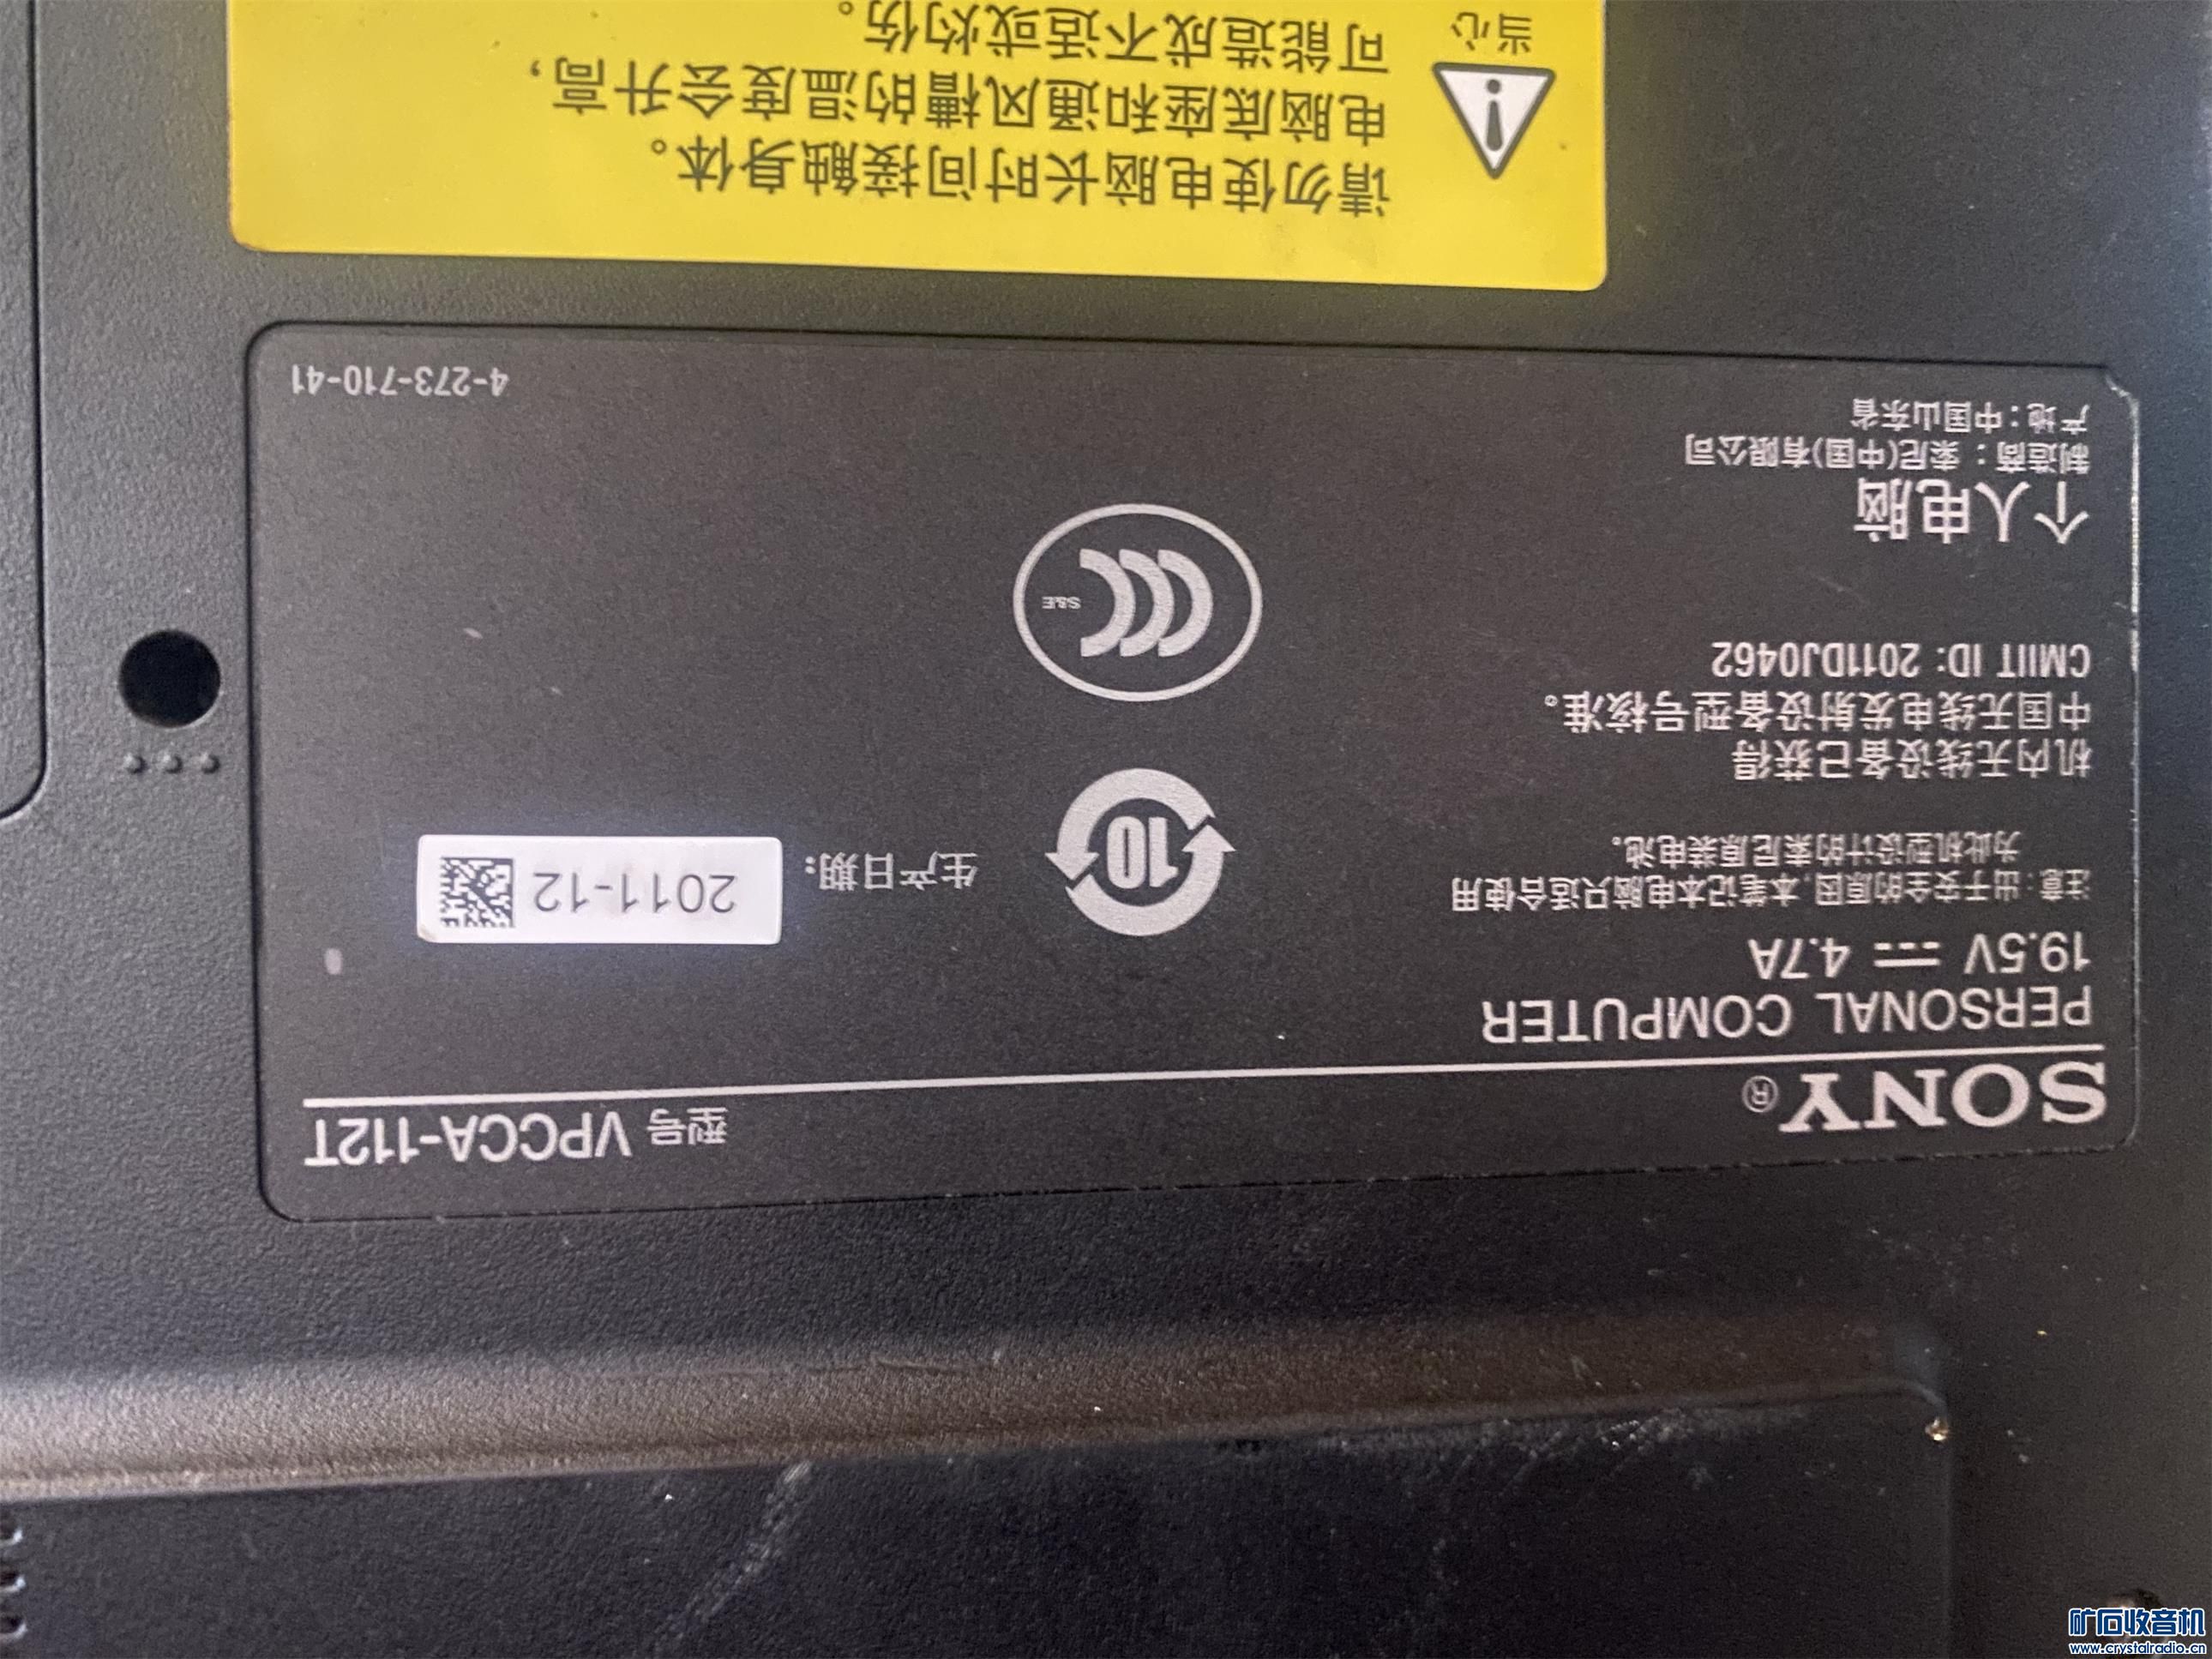 SONY®
型号 VPCCA-112T
PERSONAL COMPUTER
19.5V 4.7A
注意:出于安全的原因,本笔记本电脑只适合使用
为此机型设计的索尼原装电池。
10
生产日期:
2011-12
机内无线设备已获得
中国无线电发射设备型号核准。
CMIIT ID: 2011DJ0462
CCC
S&E
个人电脑
制造商：索尼(中国)有限公司
产地：中国山东省
4-273-710-41
请勿使电脑长时间接触身体。
电脑底座和通风槽的温度会升高，
可能造成不适或灼伤。
当心
矿石收音机
www.crystalradio.cn